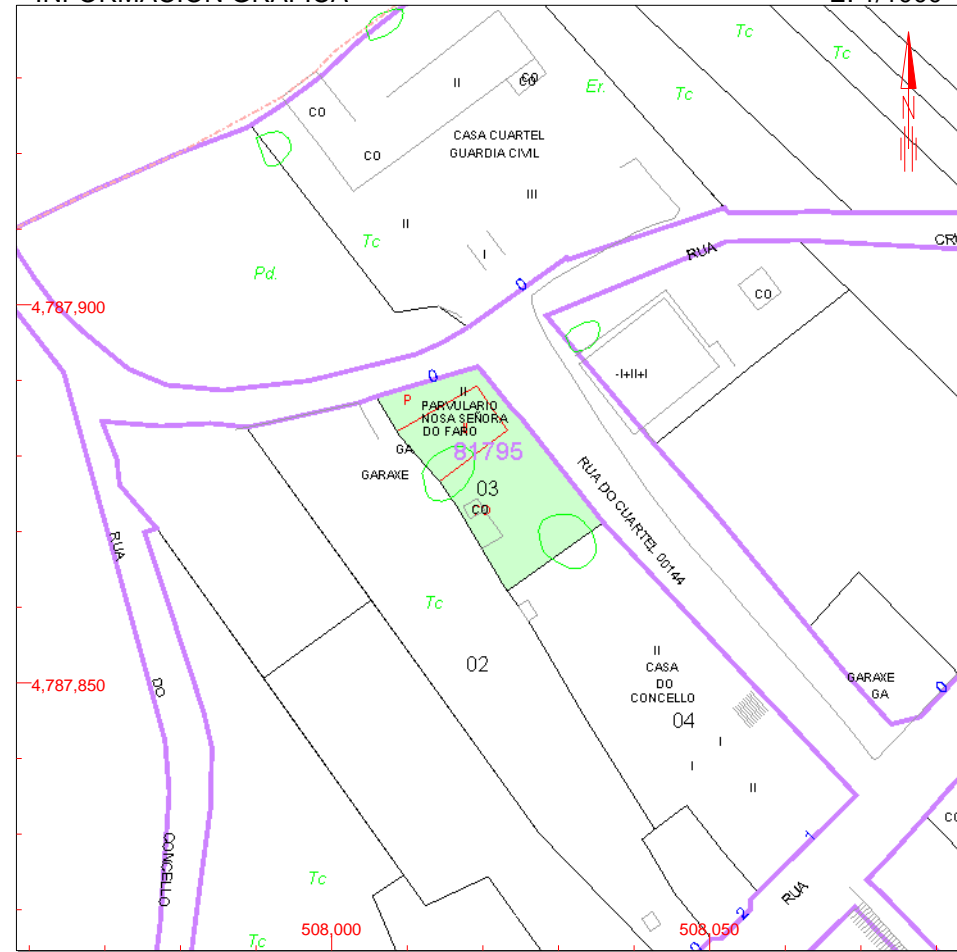 INFORMACIÓN GRÁFICA
E: 1/1000
Tc
Tc
II
CO
Er.
Tc
CO
N
CASA CUARTEL
GUARDIA CIVIL
CO
III
II
Tc
I
RUA
CRU
Pd.
0
CO
4,787,900
-I+II+I
0
II
P
PARVULARIO
NOSA SEÑORA
DO FARO
II
GA
81795
GARAXE
03
CO
RUA DO CUARTEL 00144
RUA
Tc
II
CASA
DO
CONCELLO
02
04
4,787,850
DO
GARAXE
GA
0
I
I
II
CO
1
CONCELLO
Tc
RUA
2
508,000
508,050
Tc
0